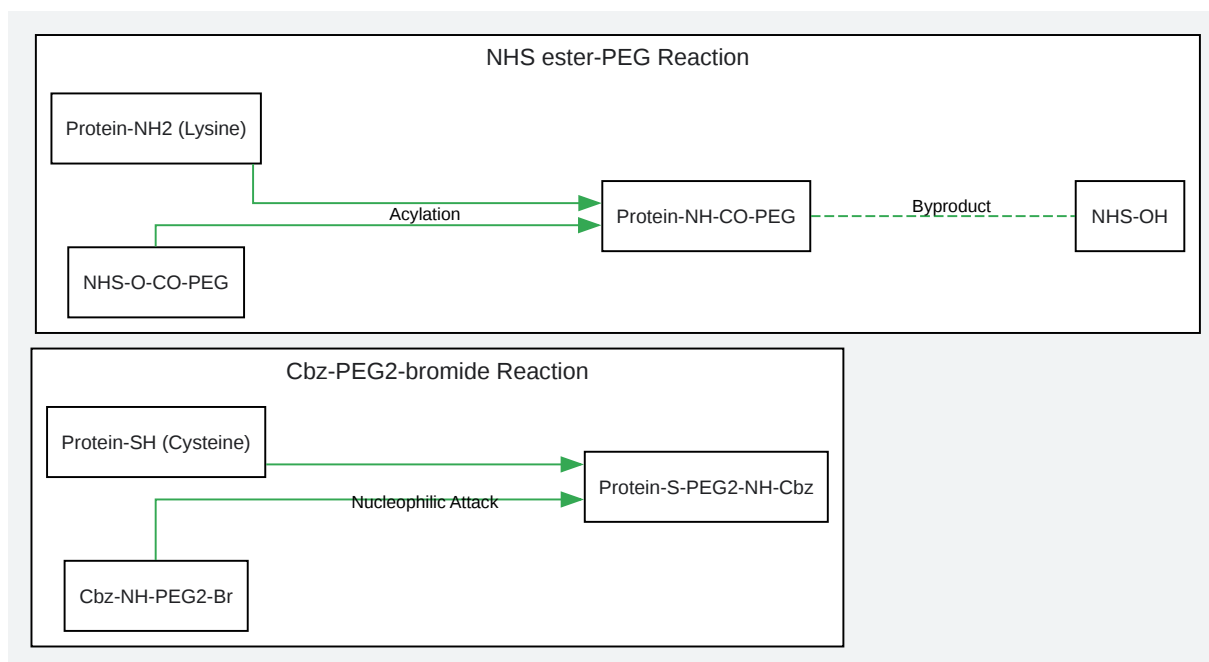 NHS ester-PEG Reaction
Protein-NH2 (Lysine)
Acylation
Protein-NH-CO-PEG
Byproduct
NHS-OH
NHS-O-CO-PEG
Cbz-PEG2-bromide Reaction
Protein-SH (Cysteine)
Nucleophilic Attack
Protein-S-PEG2-NH-Cbz
Cbz-NH-PEG2-Br